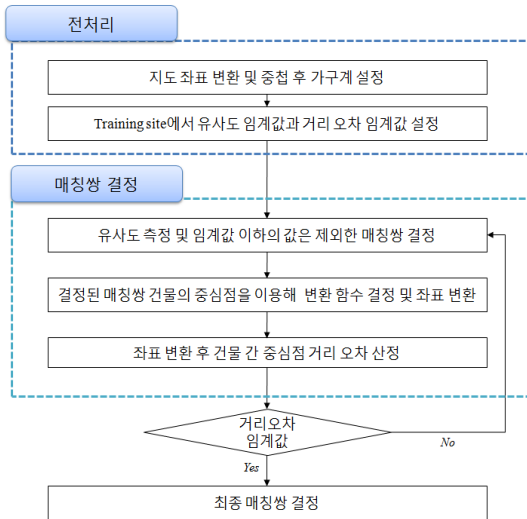 전처리
지도 좌표 변환 및 중첩 후 가구계 설정
Training site에서 유사도 임계값과 거리 오차 임계값 설정
매칭쌍 결정
유사도 측정 및 임계값 이하의 값은 제외한 매칭쌍 결정
결정된 매칭쌍 건물의 중심점을 이용해 변환 함수 결정 및 좌표 변환
좌표 변환 후 건물 간 중심점 거리 오차 산정
거리오차
임계값
No
Yes
최종 매칭쌍 결정